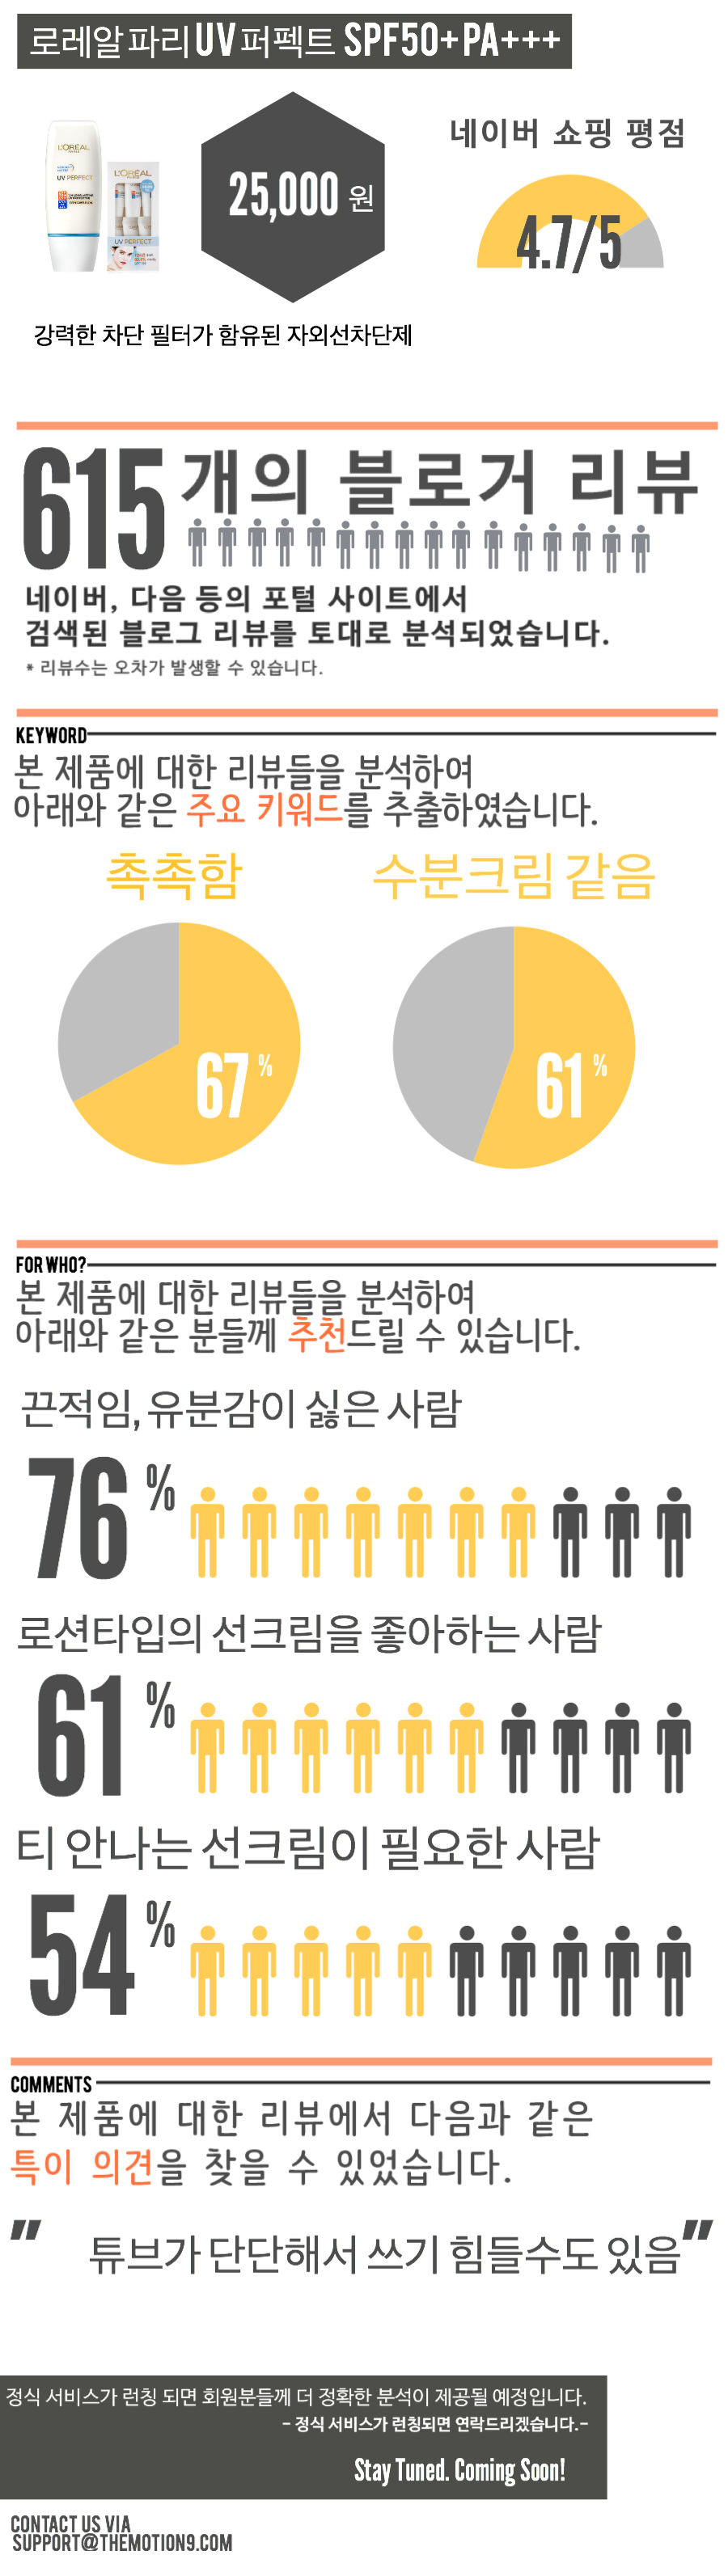 로레알파리UV퍼펙트 SPF50+PA+++
L'ORÉAL
UV PERFECT
L'ORÉAL
UV PERFECT
25,000 원
네이버 쇼핑 평점
4.7/5
강력한 차단 필터가 함유된 자외선차단제
615 개의 블로거 리뷰
네이버, 다음 등의 포털 사이트에서
검색된 블로그 리뷰를 토대로 분석되었습니다.
* 리뷰수는 오차가 발생할 수 있습니다.
KEYWORD
본 제품에 대한 리뷰들을 분석하여
아래와 같은 주요 키워드를 추출하였습니다.
촉촉함
수분크림 같음
67%
61%
FOR WHO?
본 제품에 대한 리뷰들을 분석하여
아래와 같은 분들께 추천드릴 수 있습니다.
끈적임, 유분감이 싫은 사람
76%
로션타입의 선크림을 좋아하는 사람
61%
티 안나는 선크림이 필요한 사람
54%
COMMENTS
본 제품에 대한 리뷰에서 다음과 같은
특이 의견을 찾을 수 있었습니다.
" 튜브가 단단해서 쓰기 힘들수도 있음"
정식 서비스가 런칭 되면 회원분들께 더 정확한 분석이 제공될 예정입니다.
- 정식 서비스가 런칭되면 연락드리겠습니다.-
Stay Tuned. Coming Soon!
CONTACT US VIA
SUPPORT@THEMOTION9.COM